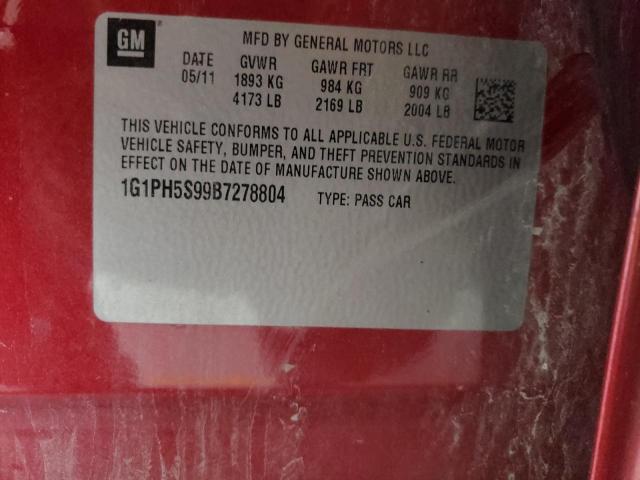 GM
MFD BY GENERAL MOTORS LLC
DATE GVWR GAWR FRT GAWR RR
05/11 1893 KG 984 KG 909 KG
4173 LB 2169 LB 2004 LB
THIS VEHICLE CONFORMS TO ALL APPLICABLE U.S. FEDERAL MOTOR
VEHICLE SAFETY, BUMPER, AND THEFT PREVENTION STANDARDS IN
EFFECT ON THE DATE OF MANUFACTURE SHOWN ABOVE.
1G1PH5S99B7278804 TYPE: PASS CAR